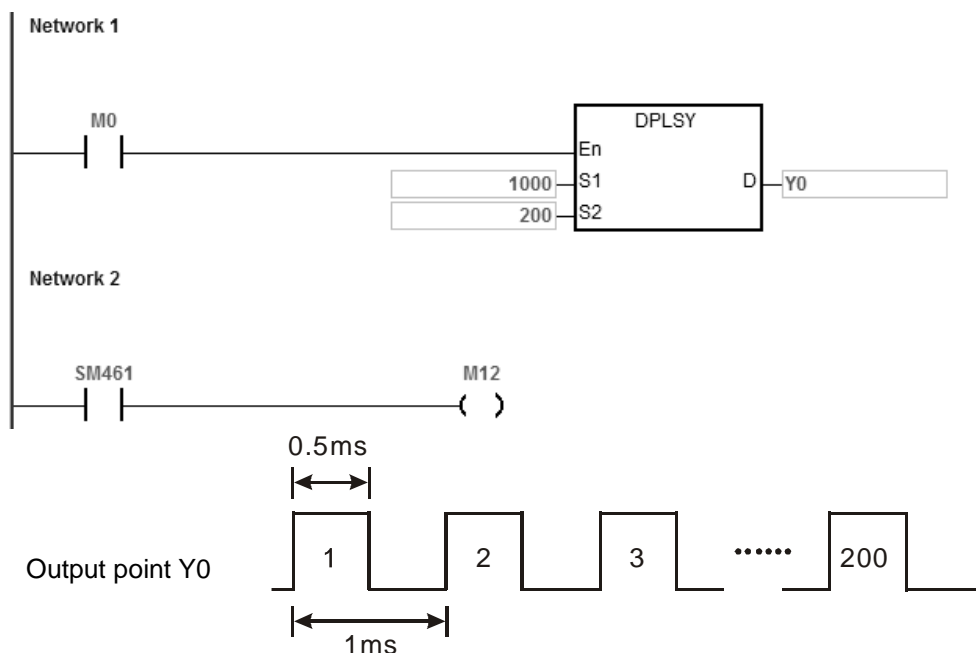 Network 1
M0
DPLSY
En
1000 S1 D Y0
200 S2
Network 2
SM461 M12
0.5ms
Output point Y0 1 2 3 ...... 200
1ms